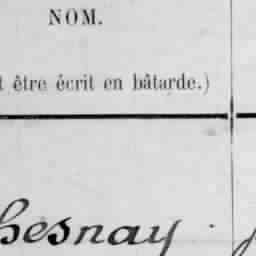 NOM.
t être écrit en bâtarde.)
hesnay.